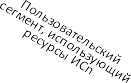 Пользовательский
сегмент, использующий
ресурсы ИСп